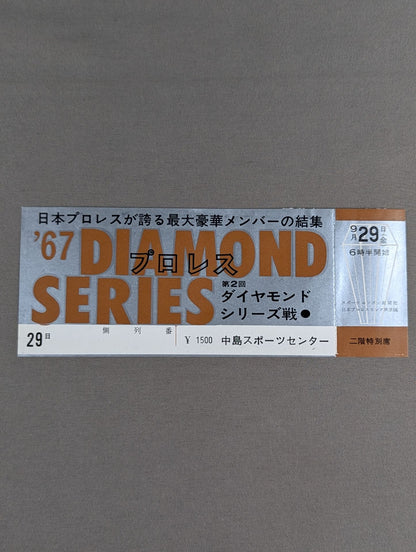 日本プロレスが誇る最大豪華メンバーの結集
'67 DIAMOND
プロレス
SERIES
第2回
ダイヤモンド
シリーズ戦●
29日
側 列 番
¥ 1500 中島スポーツセンター
9月29日金
6時半開始
二階特別席